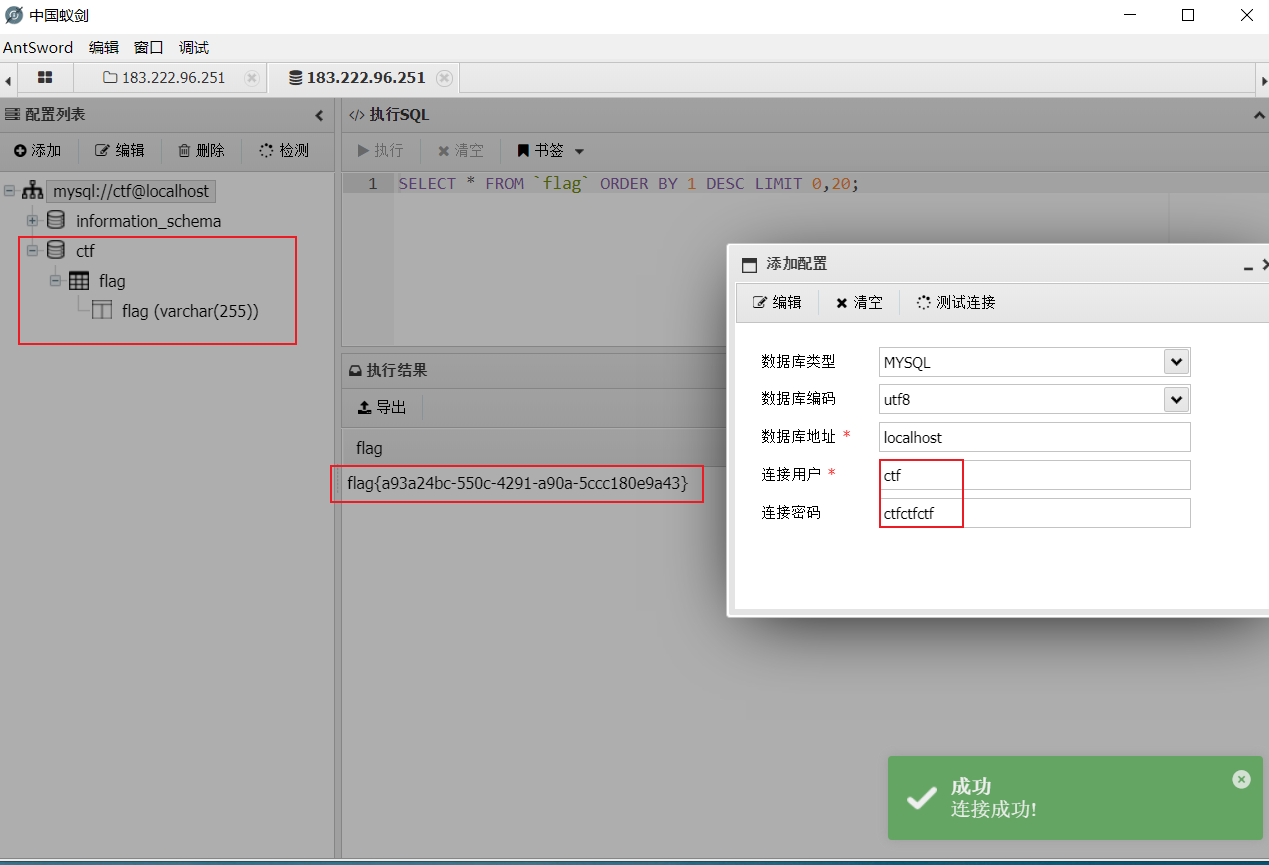 中国蚁剑
AntSword 编辑 窗口 调试
183.222.96.251 183.222.96.251
配置列表
添加 编辑 删除 检测
mysql://ctf@localhost
information_schema
ctf
flag
flag (varchar(255))
执行SQL
执行 清空 书签
1 SELECT * FROM `flag` ORDER BY 1 DESC LIMIT 0,20;
执行结果
导出
flag
flag{a93a24bc-550c-4291-a90a-5ccc180e9a43}
添加配置
编辑 清空 测试连接
数据库类型 MYSQL
数据库编码 utf8
数据库地址 * localhost
连接用户 * ctf
连接密码 ctfctfctf
成功
连接成功!